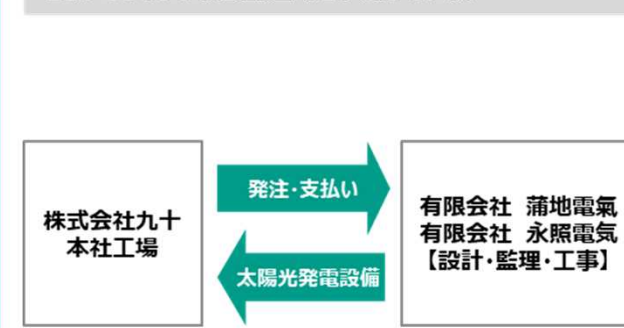 発注・支払い
株式会社九十
本社工場
有限会社 蒲地電氣
有限会社 永照電気
【設計・監理・工事】
太陽光発電設備